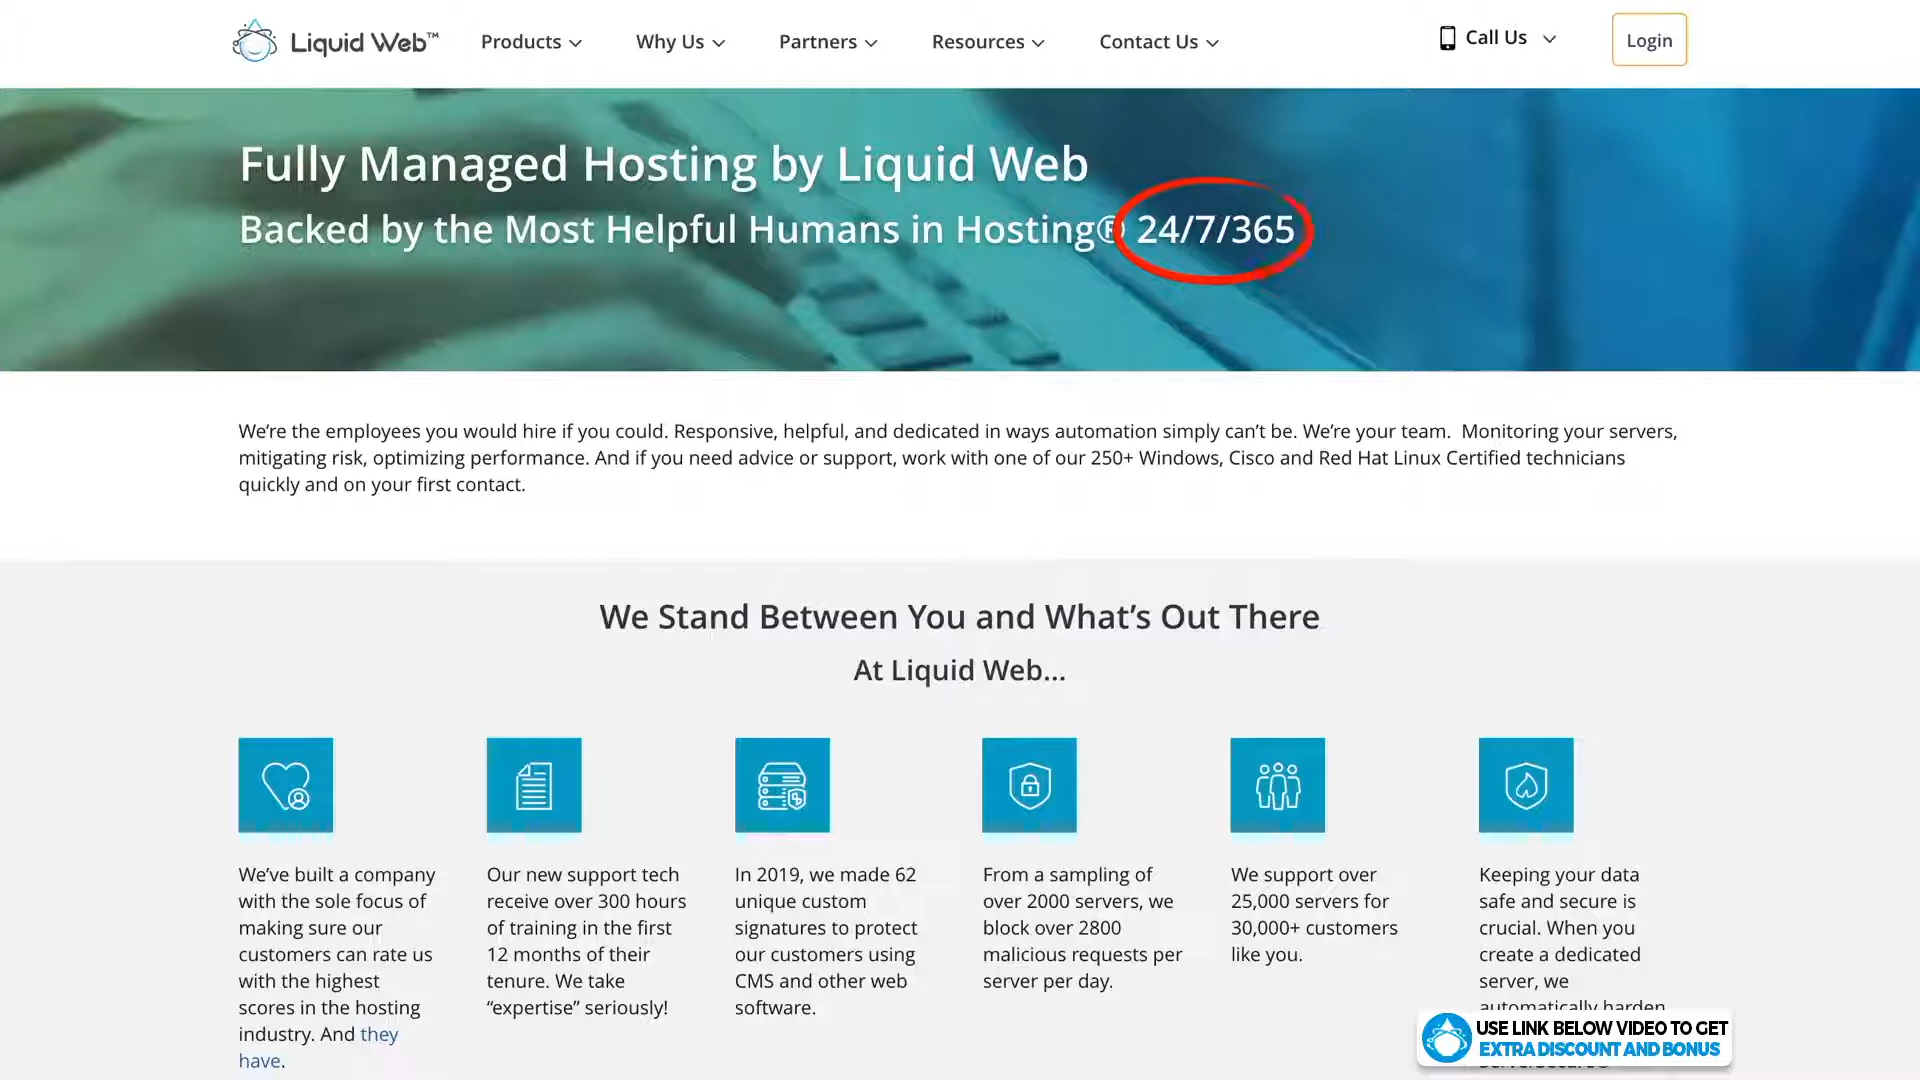 Liquid Web™
Products
Why Us
Partners
Resources
Contact Us
Call Us
Login
Fully Managed Hosting by Liquid Web
Backed by the Most Helpful Humans in Hosting® 24/7/365
We’re the employees you would hire if you could. Responsive, helpful, and dedicated in ways automation simply can’t be. We’re your team.  Monitoring your servers,
mitigating risk, optimizing performance. And if you need advice or support, work with one of our 250+ Windows, Cisco and Red Hat Linux Certified technicians
quickly and on your first contact.
We Stand Between You and What’s Out There
At Liquid Web...
We’ve built a company
with the sole focus of
making sure our
customers can rate us
with the highest
scores in the hosting
industry. And they
have.
Our new support tech
receive over 300 hours
of training in the first
12 months of their
tenure. We take
“expertise” seriously!
In 2019, we made 62
unique custom
signatures to protect
our customers using
CMS and other web
software.
From a sampling of
over 2000 servers, we
block over 2800
malicious requests per
server per day.
We support over
25,000 servers for
30,000+ customers
like you.
Keeping your data
safe and secure is
crucial. When you
create a dedicated
server, we
automatically harden
USE LINK BELOW VIDEO TO GET
EXTRA DISCOUNT AND BONUS